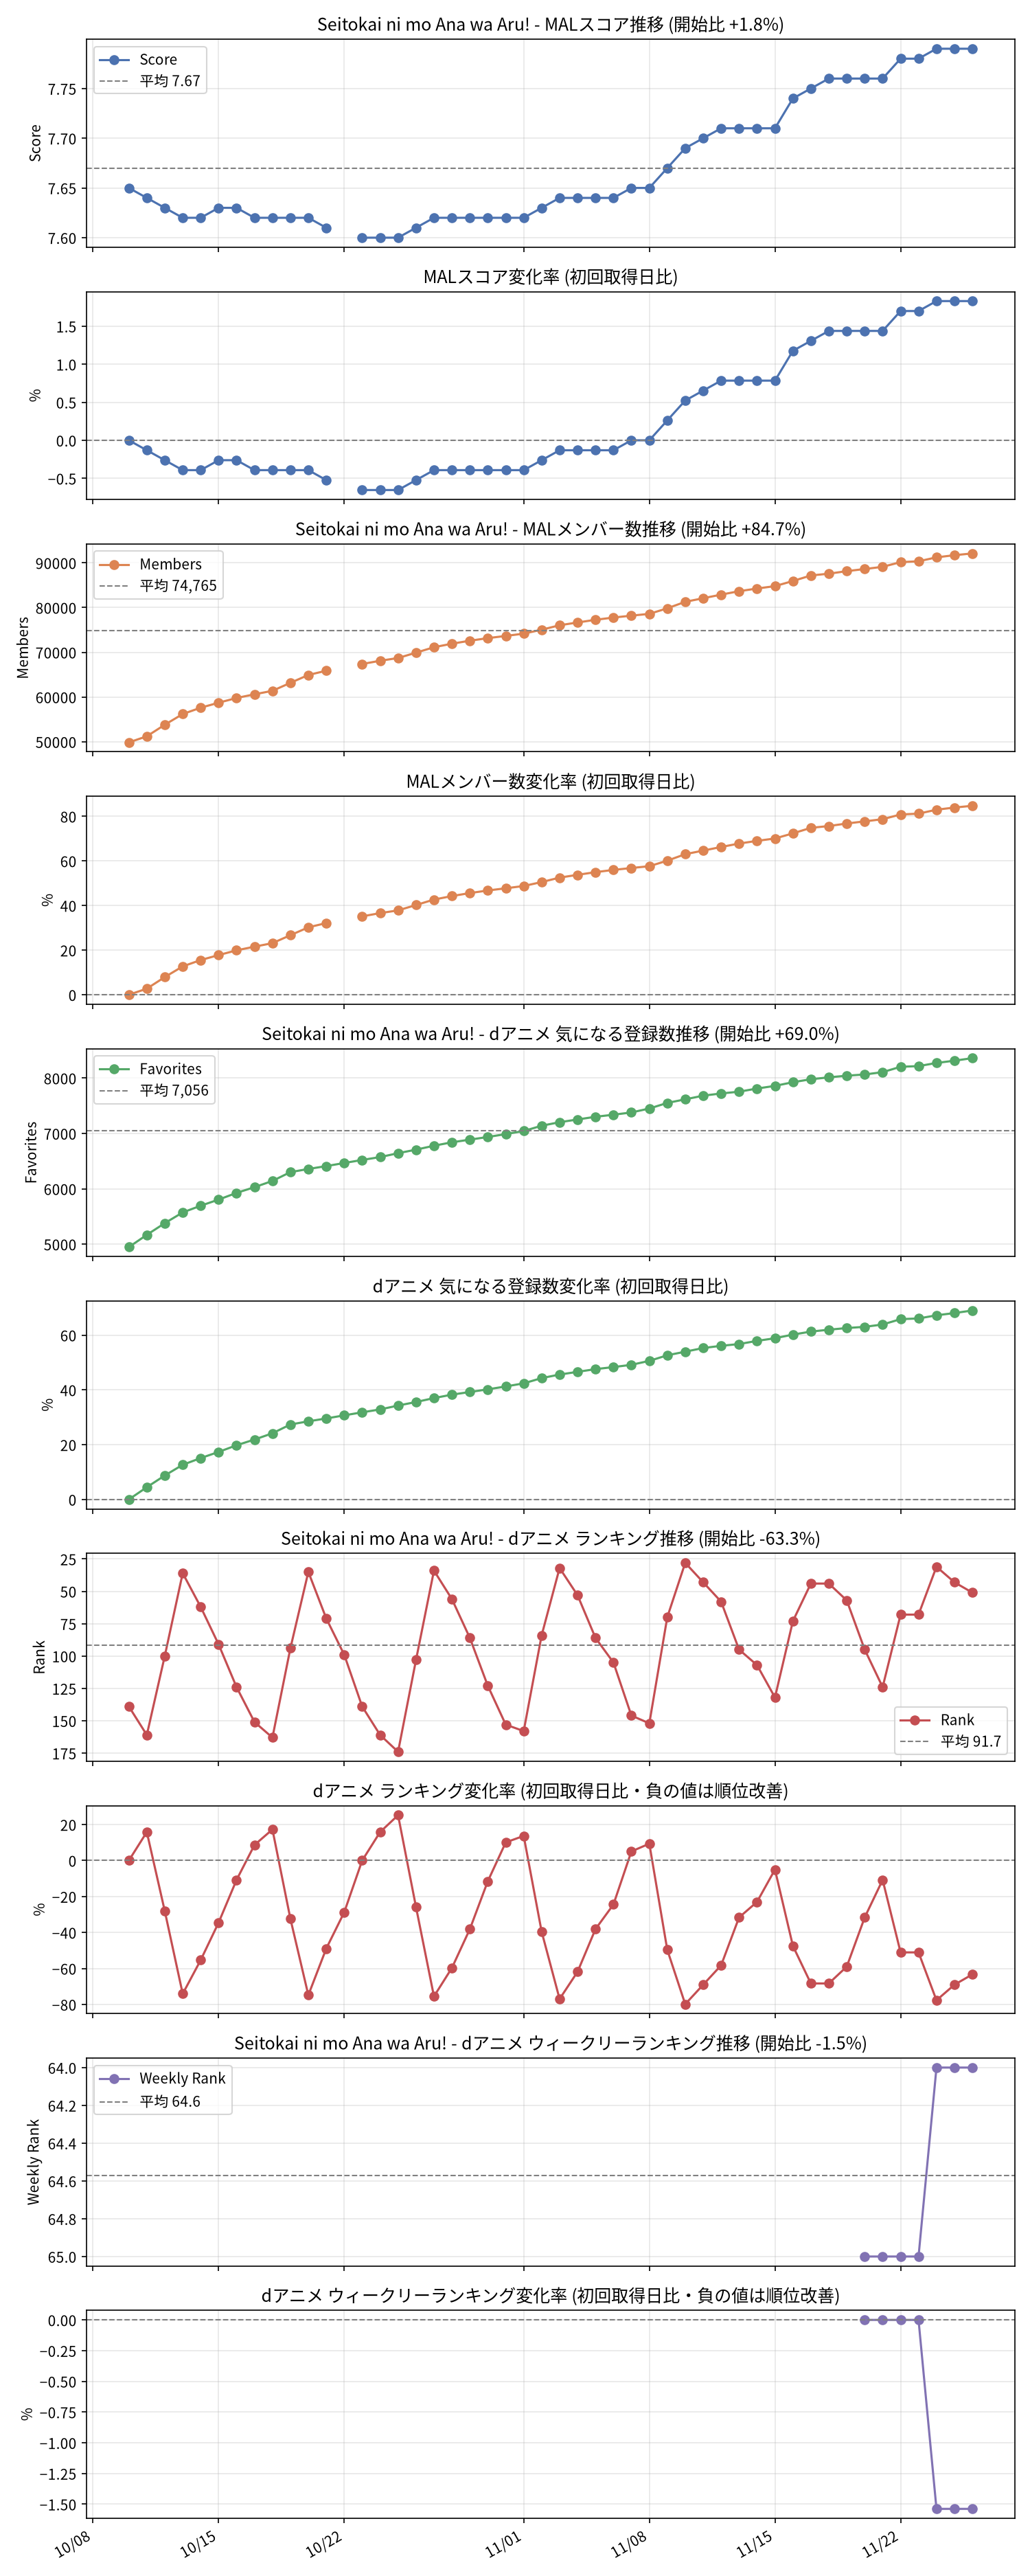 Seitokai ni mo Ana wa Aru! - MALスコア推移 (開始比 +1.8%)
Score
平均 7.67
Score
7.75
7.70
7.65
7.60
MALスコア変化率 (初回取得日比)
%
1.5
1.0
0.5
0.0
−0.5
Seitokai ni mo Ana wa Aru! - MALメンバー数推移 (開始比 +84.7%)
Members
平均 74,765
Members
90000
80000
70000
60000
50000
MALメンバー数変化率 (初回取得日比)
%
80
60
40
20
0
Seitokai ni mo Ana wa Aru! - dアニメ 気になる登録数推移 (開始比 +69.0%)
Favorites
平均 7,056
Favorites
8000
7000
6000
5000
dアニメ 気になる登録数変化率 (初回取得日比)
%
60
40
20
0
Seitokai ni mo Ana wa Aru! - dアニメ ランキング推移 (開始比 -63.3%)
Rank
25
50
75
100
125
150
175
Rank
平均 91.7
dアニメ ランキング変化率 (初回取得日比・負の値は順位改善)
%
20
0
−20
−40
−60
−80
Seitokai ni mo Ana wa Aru! - dアニメ ウィークリーランキング推移 (開始比 -1.5%)
Weekly Rank
平均 64.6
Weekly Rank
64.0
64.2
64.4
64.6
64.8
65.0
dアニメ ウィークリーランキング変化率 (初回取得日比・負の値は順位改善)
%
0.00
−0.25
−0.50
−0.75
−1.00
−1.25
−1.50
10/08
10/15
10/22
11/01
11/08
11/15
11/22